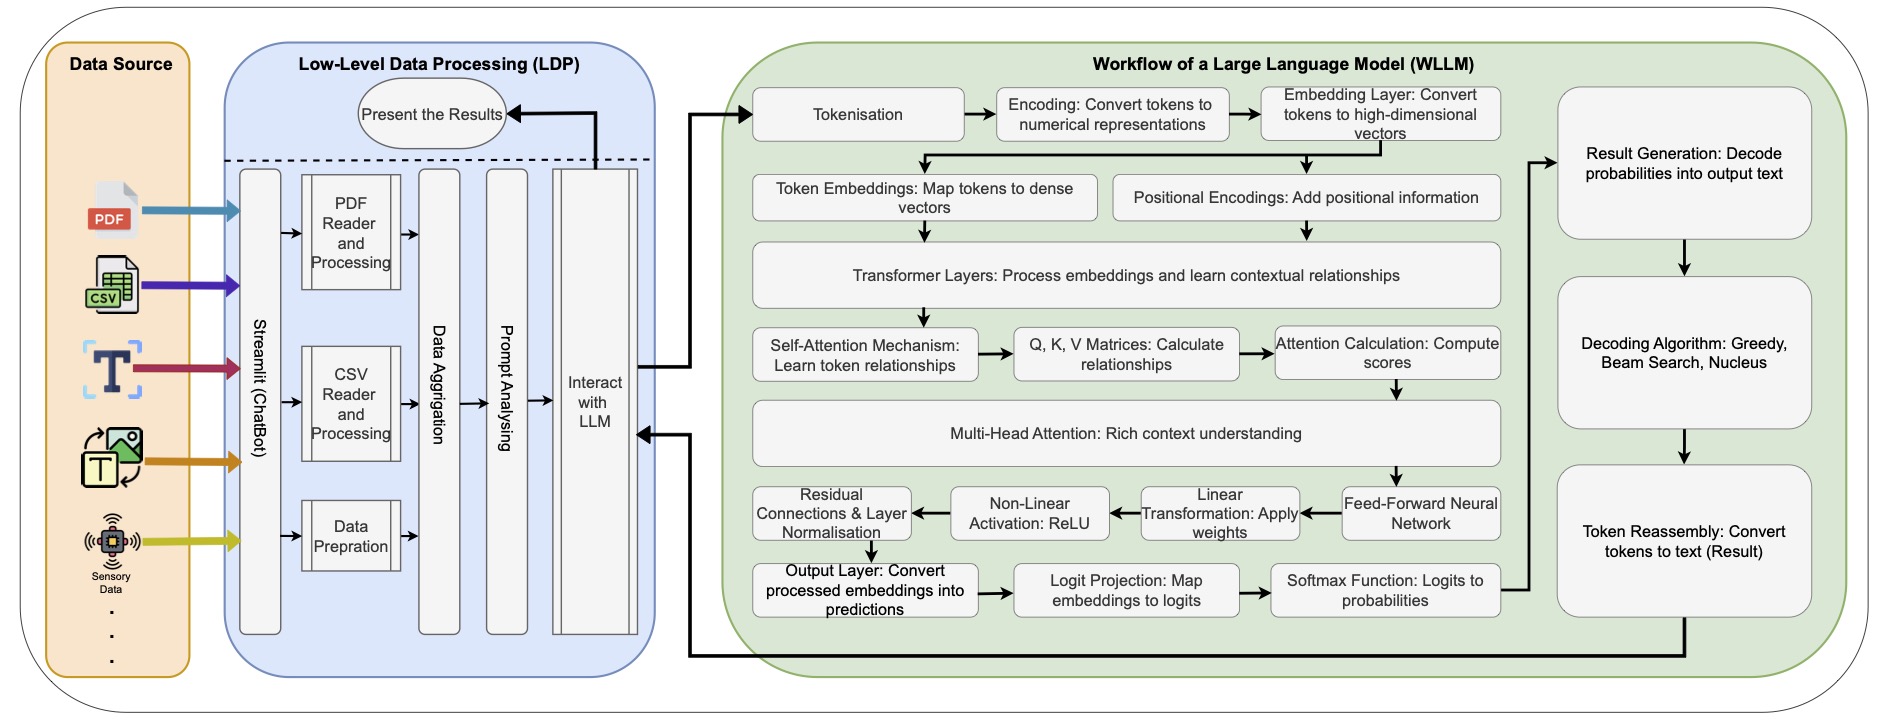 Data Source
PDF
CSV
T
T
Sensory
Data
.
.
.
Low-Level Data Processing (LDP)
Present the Results
Streamlit (ChatBot)
PDF
Reader
and
Processing
CSV
Reader
and
Processing
Data
Prepration
Data Aggrigation
Prompt Analysing
Interact
with
LLM
Workflow of a Large Language Model (WLLM)
Tokenisation
Encoding: Convert tokens to
numerical representations
Embedding Layer: Convert
tokens to high-dimensional
vectors
Token Embeddings: Map tokens to dense
vectors
Positional Encodings: Add positional information
Transformer Layers: Process embeddings and learn contextual relationships
Self-Attention Mechanism:
Learn token relationships
Q, K, V Matrices: Calculate
relationships
Attention Calculation: Compute
scores
Multi-Head Attention: Rich context understanding
Feed-Forward Neural
Network
Linear
Transformation: Apply
weights
Non-Linear
Activation: ReLU
Residual
Connections & Layer
Normalisation
Output Layer: Convert
processed embeddings into
predictions
Logit Projection: Map
embeddings to logits
Softmax Function: Logits to
probabilities
Result Generation: Decode
probabilities into output text
Decoding Algorithm: Greedy,
Beam Search, Nucleus
Token Reassembly: Convert
tokens to text (Result)